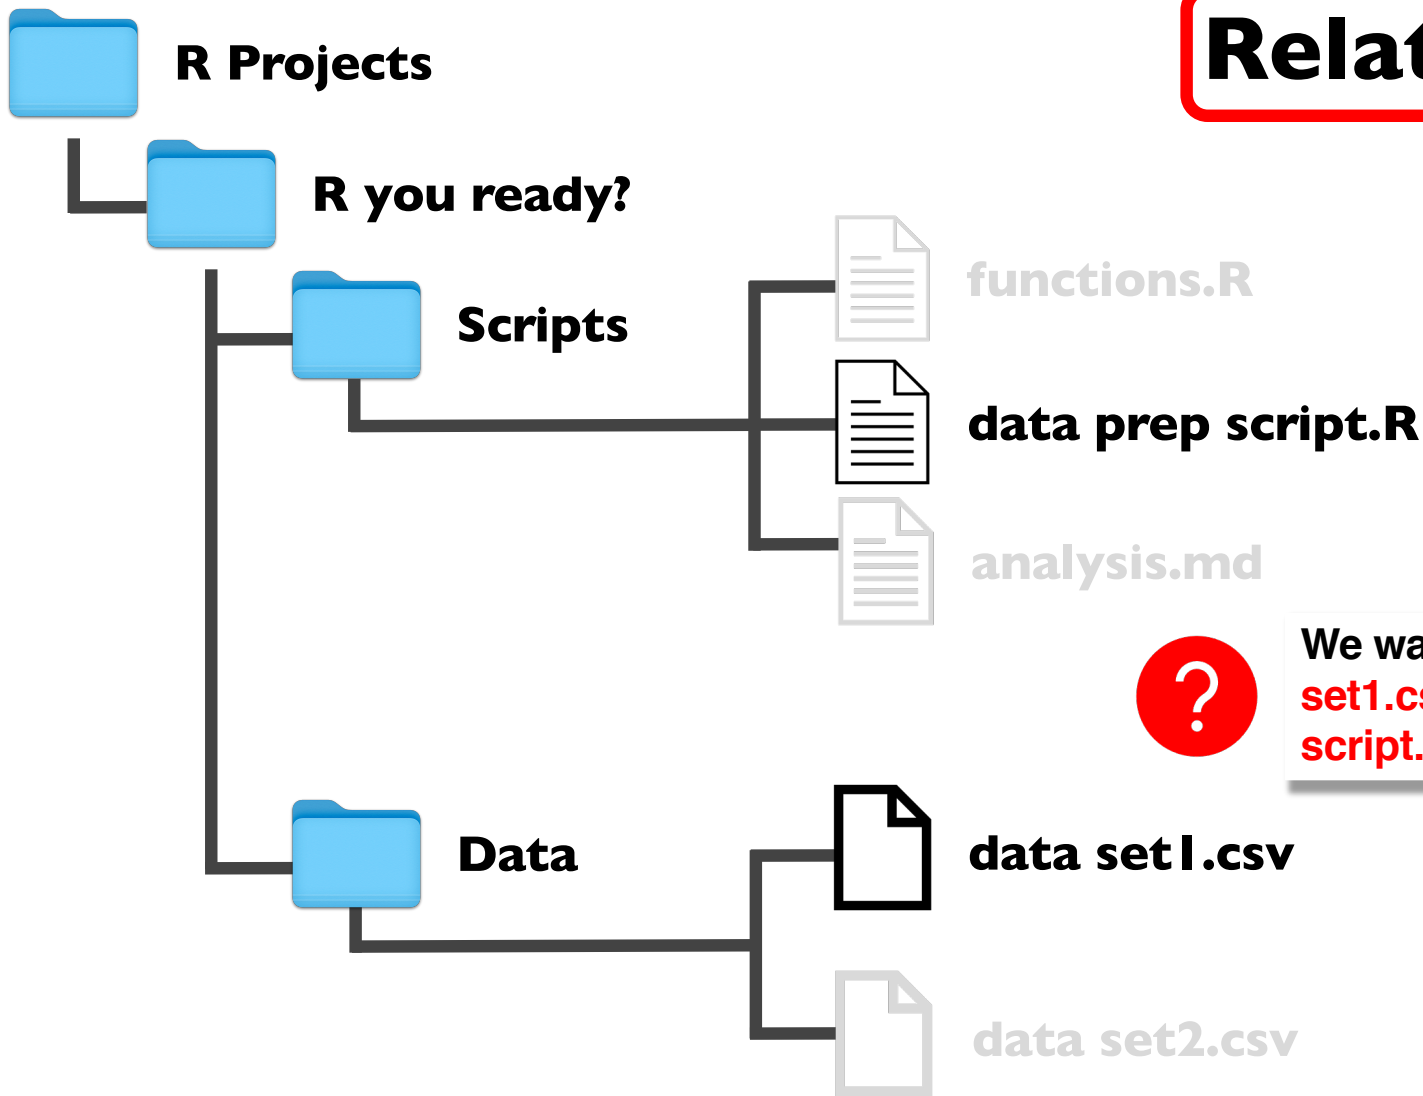 R Projects
Relat
R you ready?
functions.R
Scripts
data prep script.R
analysis.md
?
We wa
set1.cs
script.
Data
data set1.csv
data set2.csv